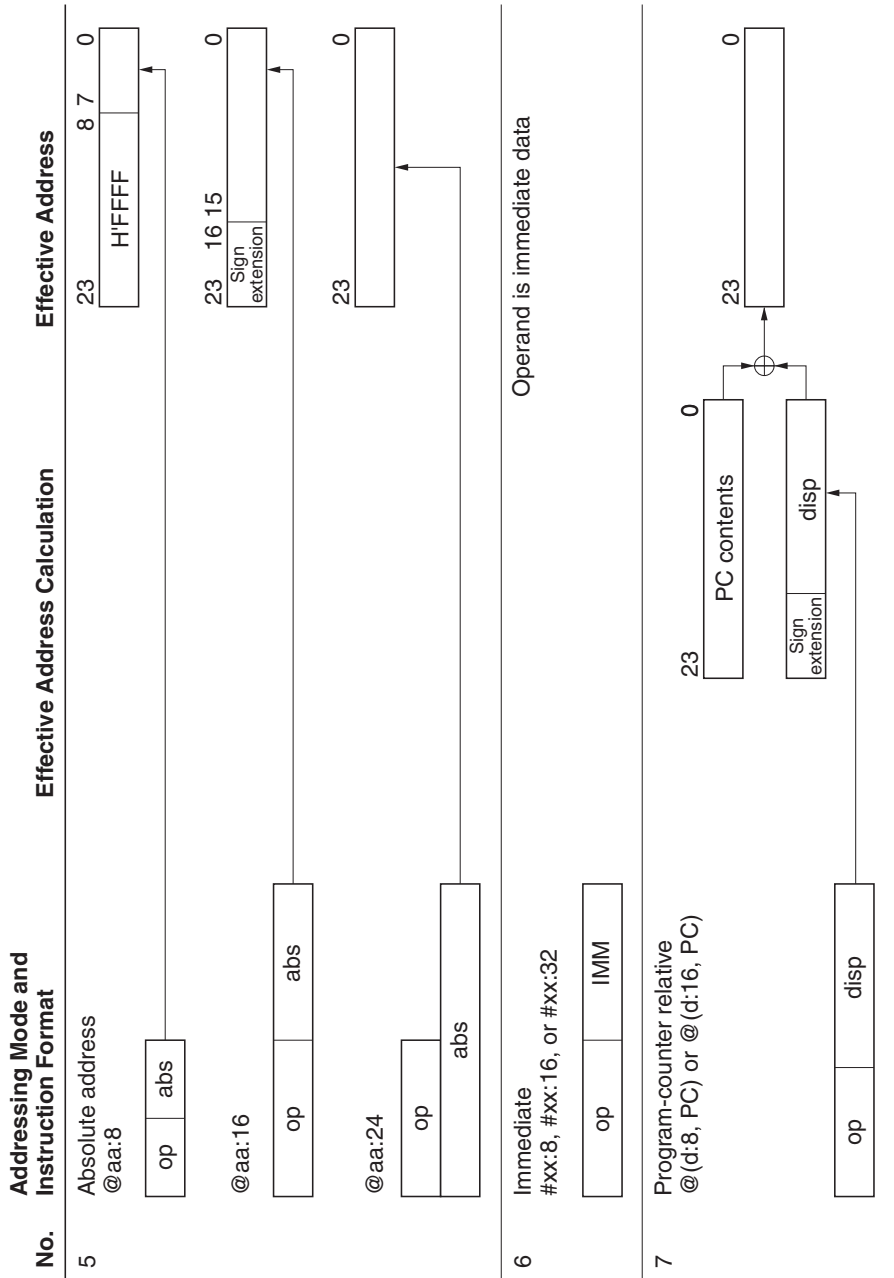 No.
Addressing Mode and
Instruction Format
Effective Address Calculation
Effective Address
5
Absolute address
@aa:8
op
abs
23
8 7
0
H'FFFF
@aa:16
op
abs
23
16 15
0
Sign
extension
@aa:24
op
abs
23
0
6
Immediate
#xx:8, #xx:16, or #xx:32
op
IMM
Operand is immediate data
7
Program-counter relative
@(d:8, PC) or @(d:16, PC)
op
disp
23
0
PC contents
Sign
extension
disp
23
0